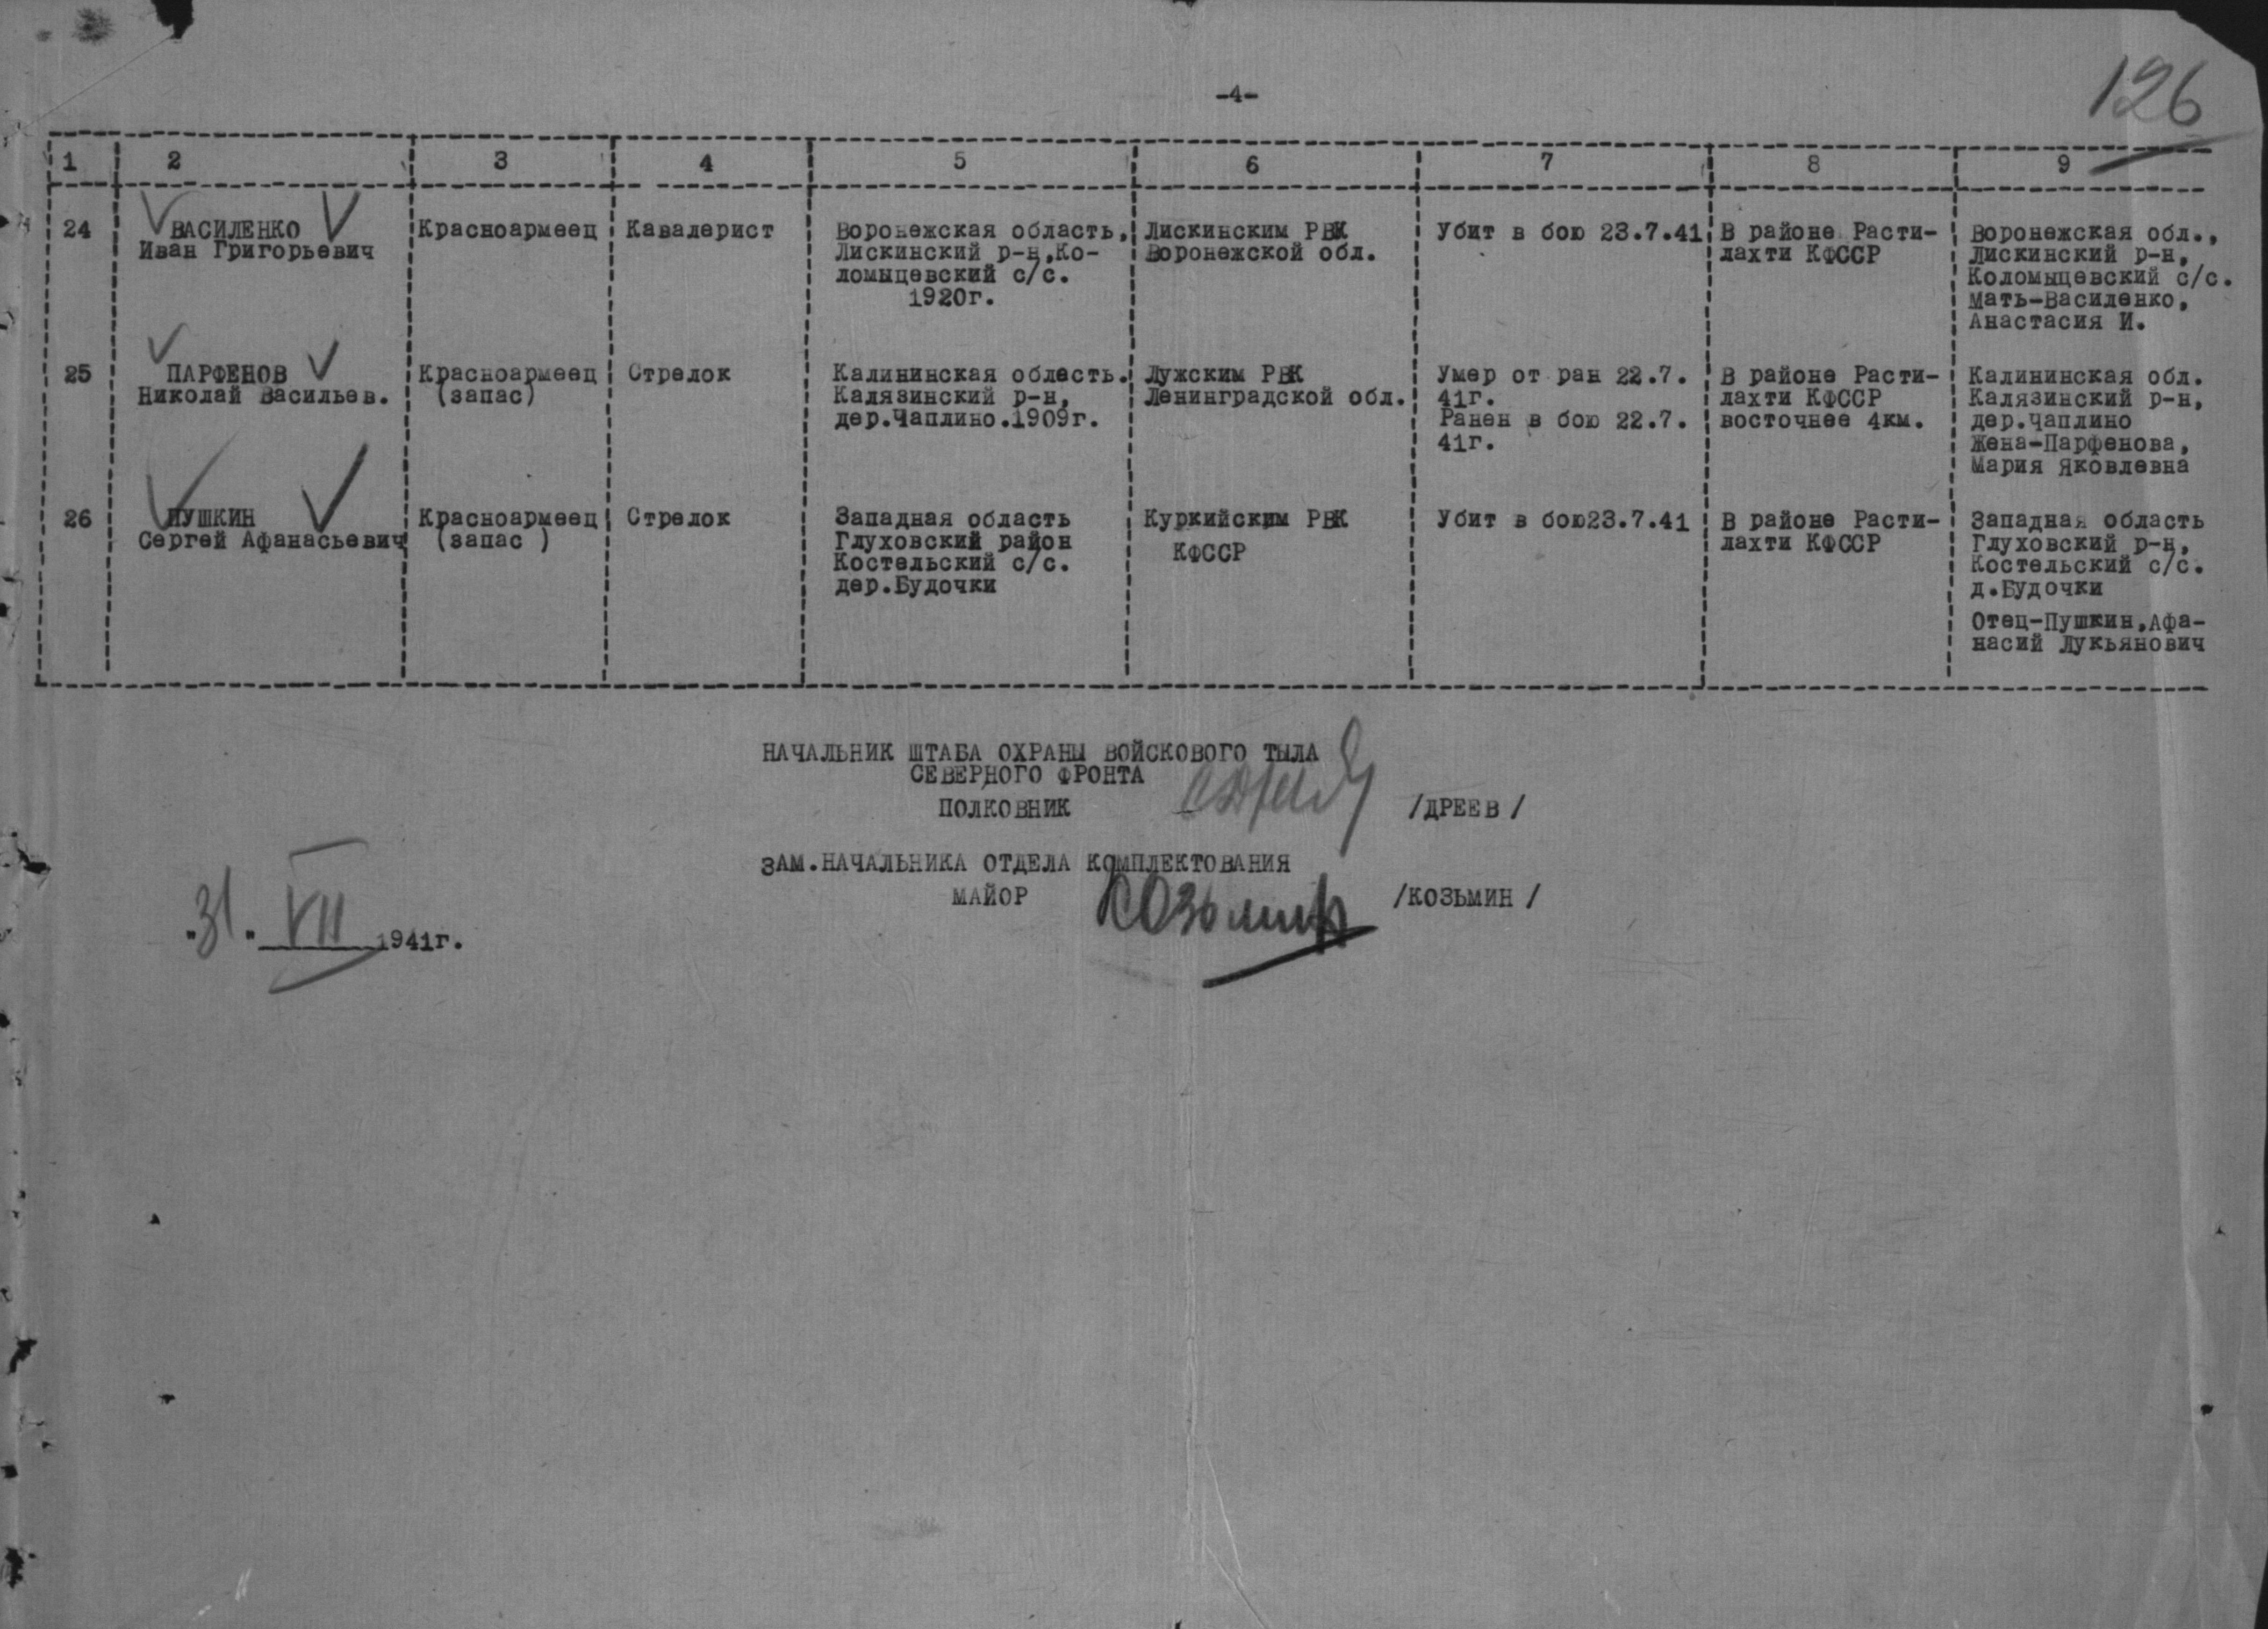 -4-
126
1 2 3 4 5 6 7 8 9
24
ВАСИЛЕНКО
Иван Григорьевич
Красноармеец
Кавалерист
Воронежская область,
Лискинский р-н,Ко-
ломыцевский с/с.
1920г.
Лискинским РВК
Воронежской обл.
Убит в бою 23.7.41
В районе Расти-
лахти КФССР
Воронежская обл.,
Лискинский р-н,
Коломыцевский с/с.
Мать-Василенко,
Анастасия И.
25
ПАРФЕНОВ
Николай Васильев.
Красноармеец
(запас)
Стрелок
Калининская область.
Калязинский р-н,
дер.Чаплино.1909г.
Лужским РВК
Ленинградской обл.
Умер от ран 22.7.
41г.
Ранен в бою 22.7.
41г.
В районе Расти-
лахти КФССР
восточнее 4км.
Калининская обл.
Калязинский р-н,
дер.Чаплино
Жена-Парфенова,
Мария Яковлевна
26
ПУШКИН
Сергей Афанасьевич
Красноармеец
(запас )
Стрелок
Западная область
Глуховский район
Костельский с/с.
дер.Будочки
Куркийским РВК
КФССР
Убит в бою23.7.41
В районе Расти-
лахти КФССР
Западная область
Глуховский р-н,
Костельский с/с.
д.Будочки
Отец-Пушкин,Афа-
насий Лукьянович
НАЧАЛЬНИК ШТАБА ОХРАНЫ ВОЙСКОВОГО ТЫЛА
СЕВЕРНОГО ФРОНТА
ПОЛКОВНИК /ДРЕЕВ/
ЗАМ.НАЧАЛЬНИКА ОТДЕЛА КОМПЛЕКТОВАНИЯ
МАЙОР Козьмин /КОЗЬМИН/
"31" VII 1941г.